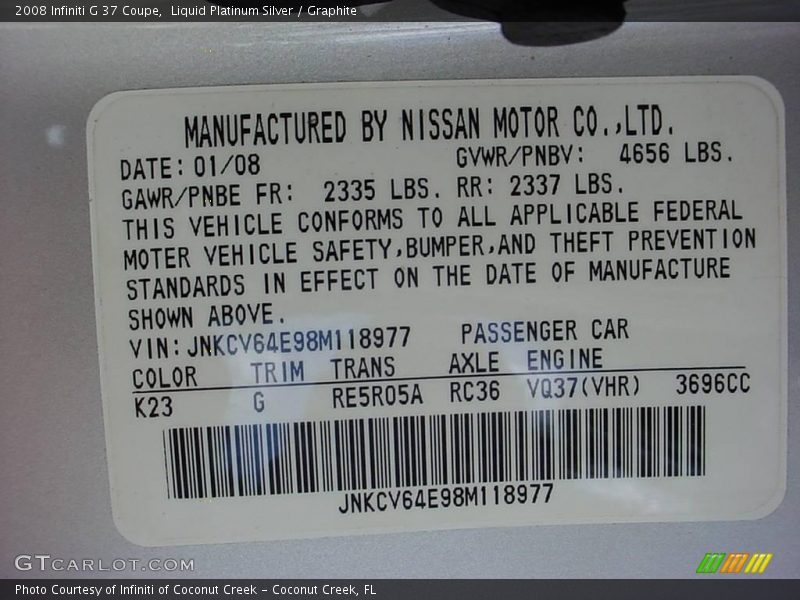 2008 Infiniti G 37 Coupe,  Liquid Platinum Silver / Graphite
MANUFACTURED BY NISSAN MOTOR CO.,LTD.
DATE: 01/08 GVWR/PNBV: 4656 LBS.
GAWR/PNBE FR: 2335 LBS. RR: 2337 LBS.
THIS VEHICLE CONFORMS TO ALL APPLICABLE FEDERAL
MOTER VEHICLE SAFETY,BUMPER,AND THEFT PREVENTION
STANDARDS IN EFFECT ON THE DATE OF MANUFACTURE
SHOWN ABOVE.
VIN: JNKCV64E98M118977 PASSENGER CAR
COLOR TRIM TRANS AXLE ENGINE
K23 G RE5R05A RC36 VQ37(VHR) 3696CC
JNKCV64E98M118977
GTCARLOT.COM
Photo Courtesy of Infiniti of Coconut Creek – Coconut Creek, FL